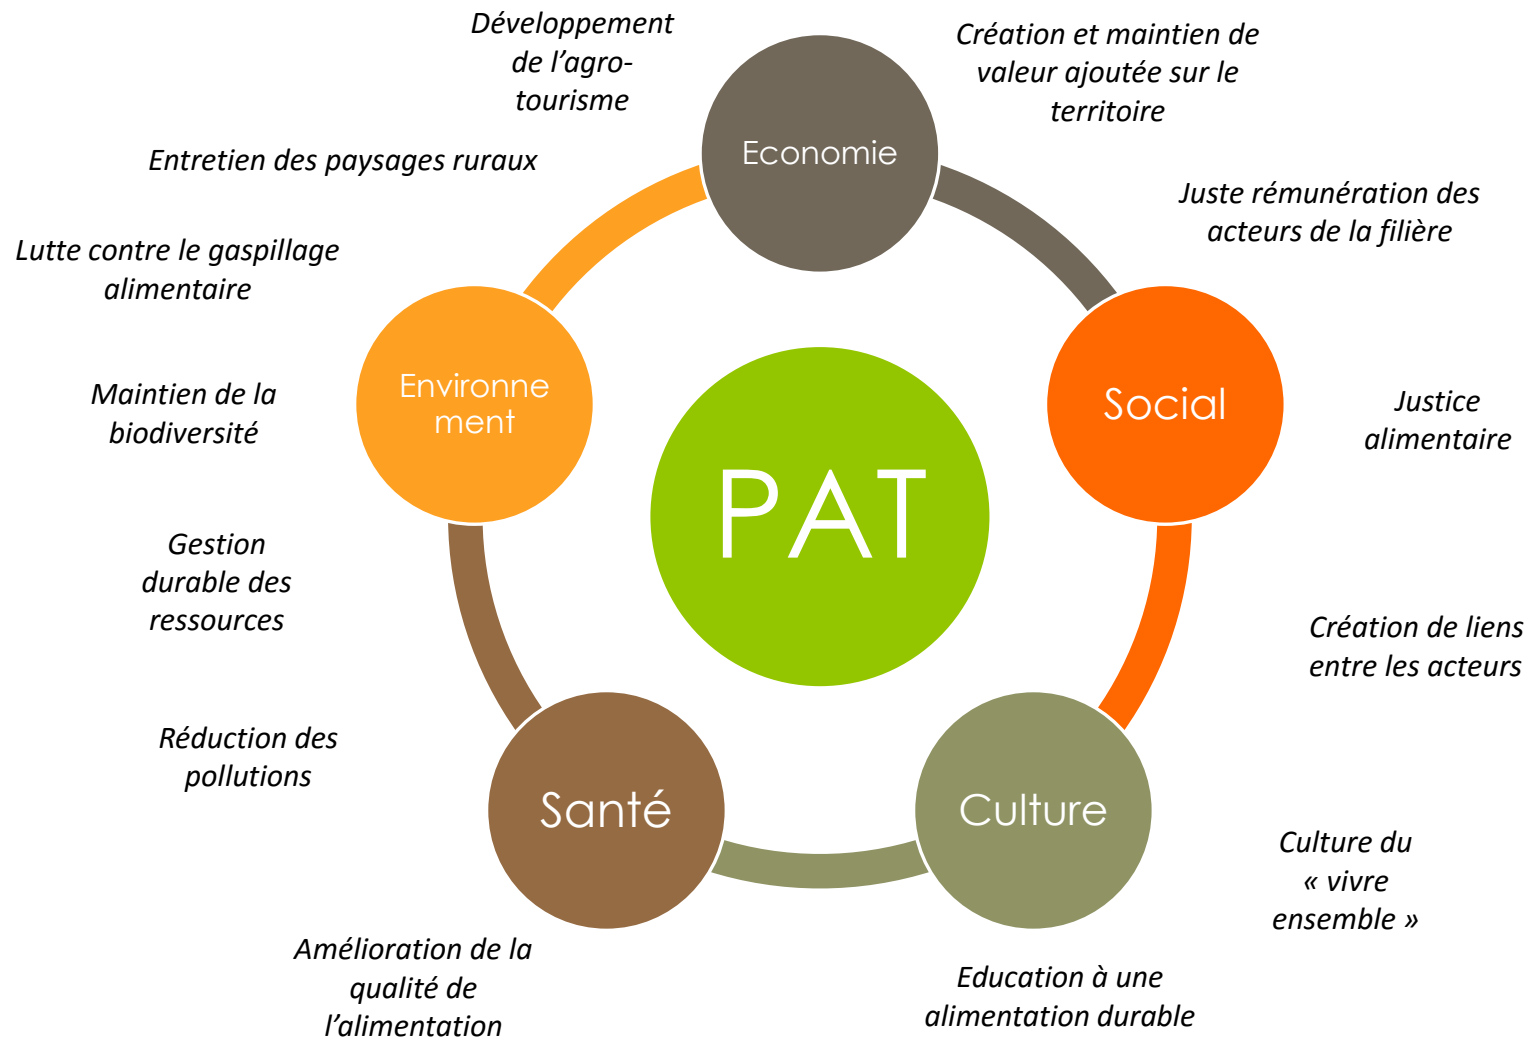 Développement
de l’agro-
tourisme
Création et maintien de
valeur ajoutée sur le
territoire
Economie
Entretien des paysages ruraux
Juste rémunération des
acteurs de la filière
Lutte contre le gaspillage
alimentaire
Environne
ment
Social
Maintien de la
biodiversité
Justice
alimentaire
PAT
Gestion
durable des
ressources
Création de liens
entre les acteurs
Réduction des
pollutions
Santé
Culture
Culture du
« vivre
ensemble »
Amélioration de la
qualité de
l’alimentation
Education à une
alimentation durable